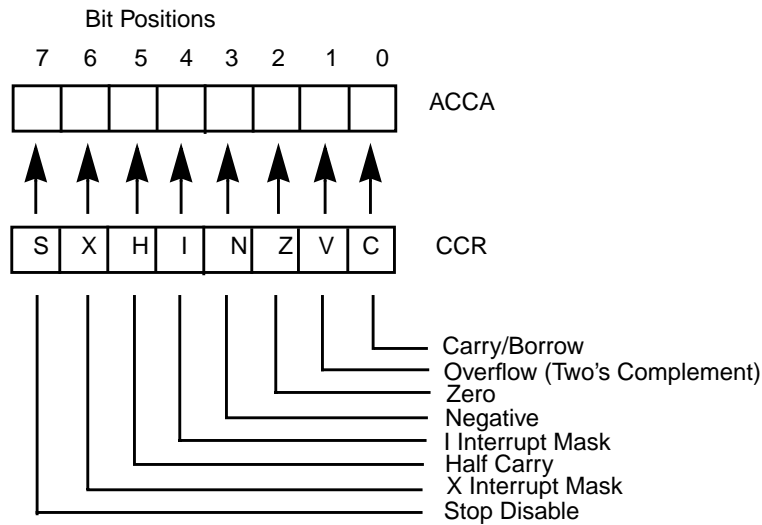 Bit Positions
7 6 5 4 3 2 1 0
ACCA
S X H I N Z V C CCR
Carry/Borrow
Overflow (Two's Complement)
Zero
Negative
I Interrupt Mask
Half Carry
X Interrupt Mask
Stop Disable